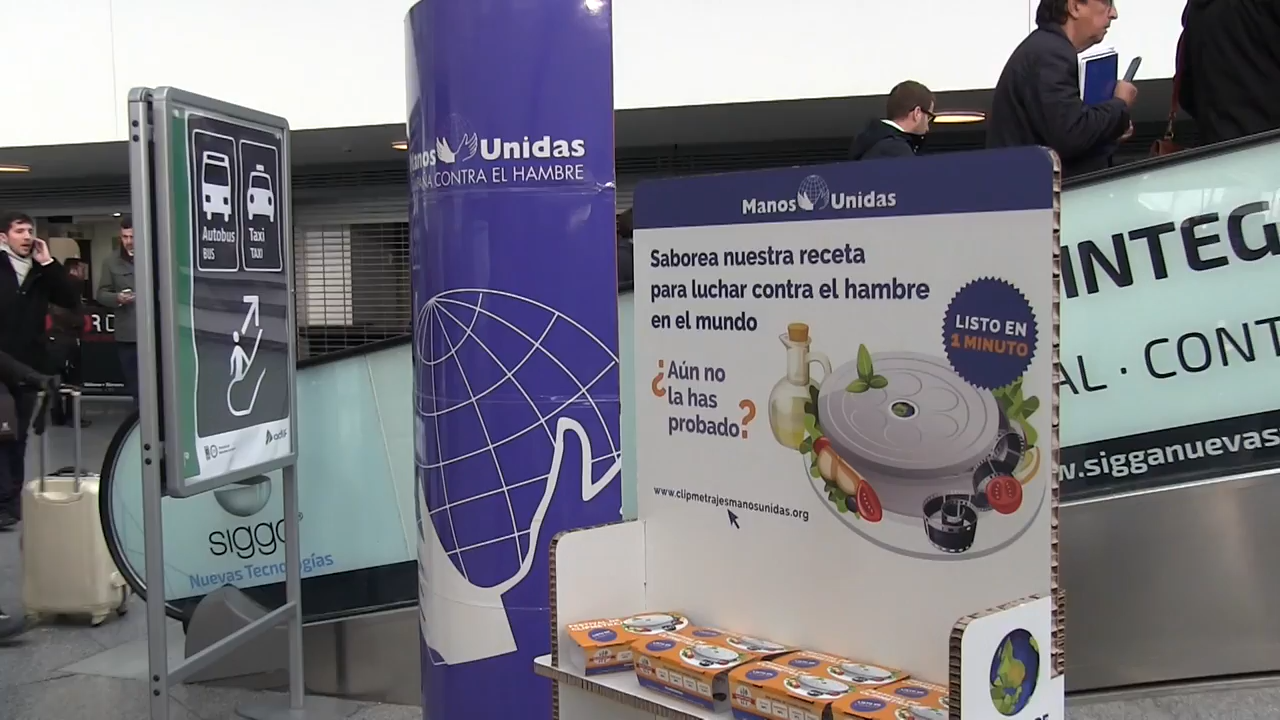 Autobus
BUS
Taxi
TAXI
adif
sigga
Nuevas Tecnologías
Manos Unidas
CONTRA EL HAMBRE
Manos Unidas
Saborea nuestra receta
para luchar contra el hambre
en el mundo
LISTO EN
1 MINUTO
¿Aún no
la has
probado?
www.clipmetrajesmanosunidas.org
INTEG
AL · CONT
w.sigganuevas